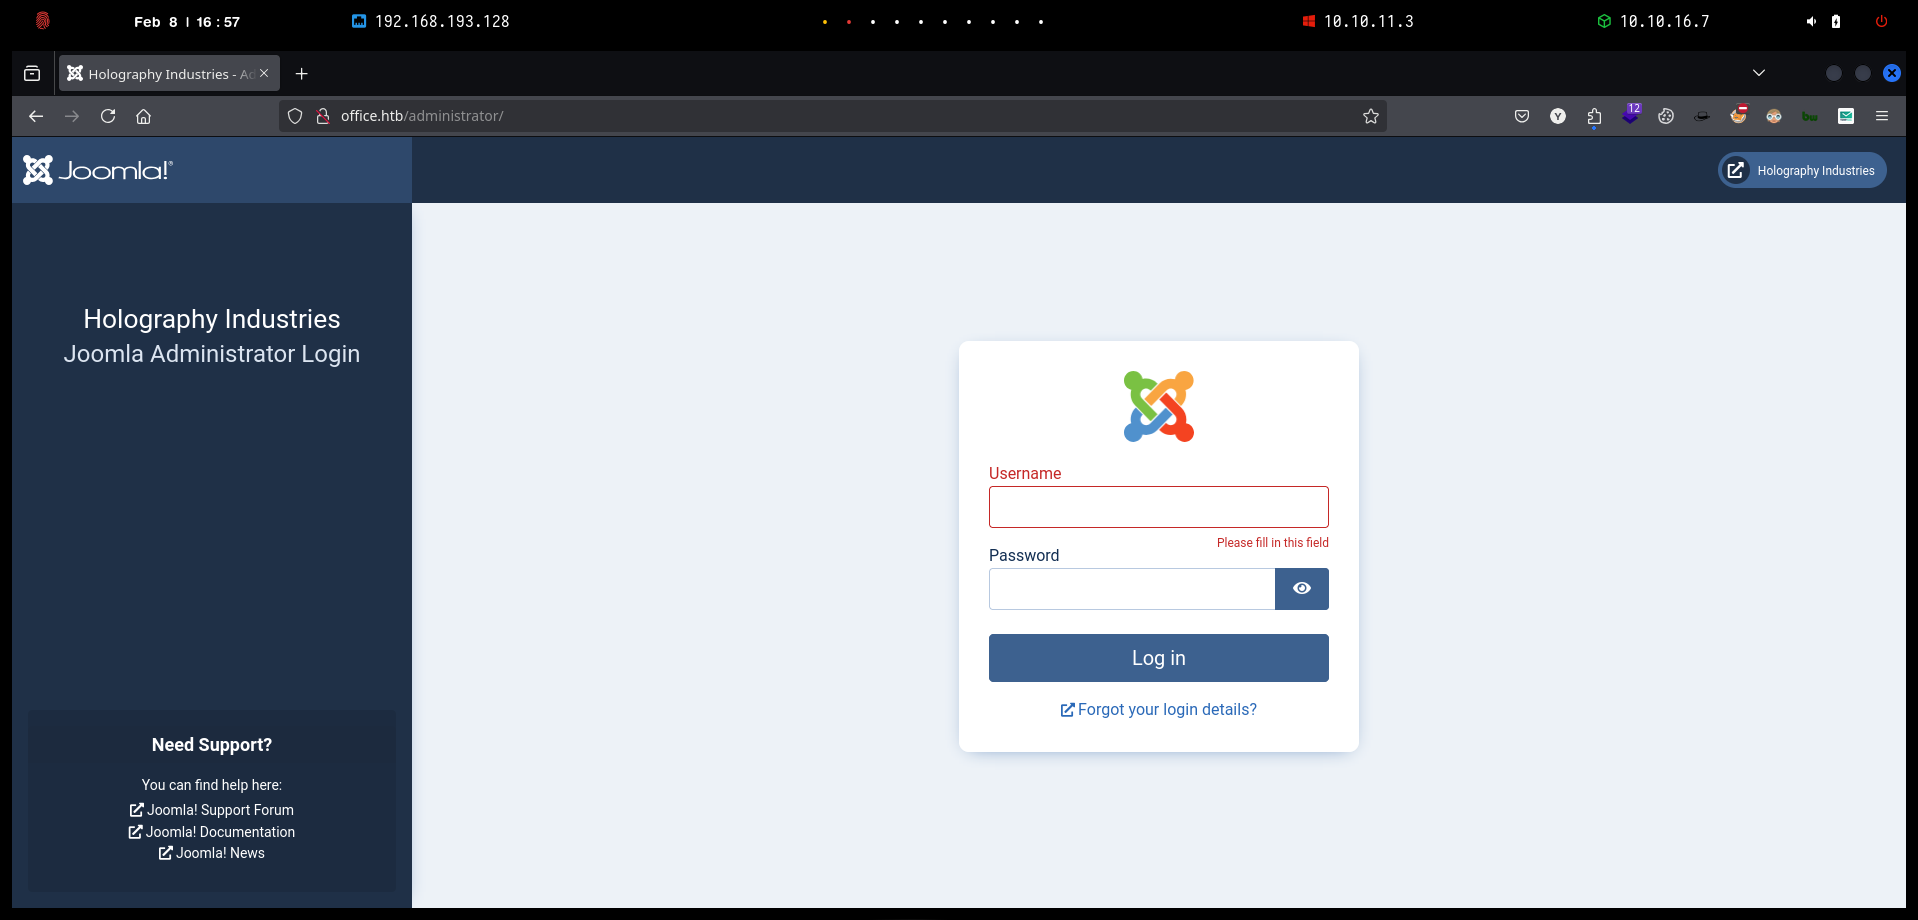 Feb 8 | 16:57
192.168.193.128
10.10.11.3
10.10.16.7
Holography Industries - Ad
office.htb/administrator/
Y
12
bw
Joomla!®
Holography Industries
Holography Industries
Joomla Administrator Login
Username
Please fill in this field
Password
Log in
Forgot your login details?
Need Support?
You can find help here:
Joomla! Support Forum
Joomla! Documentation
Joomla! News